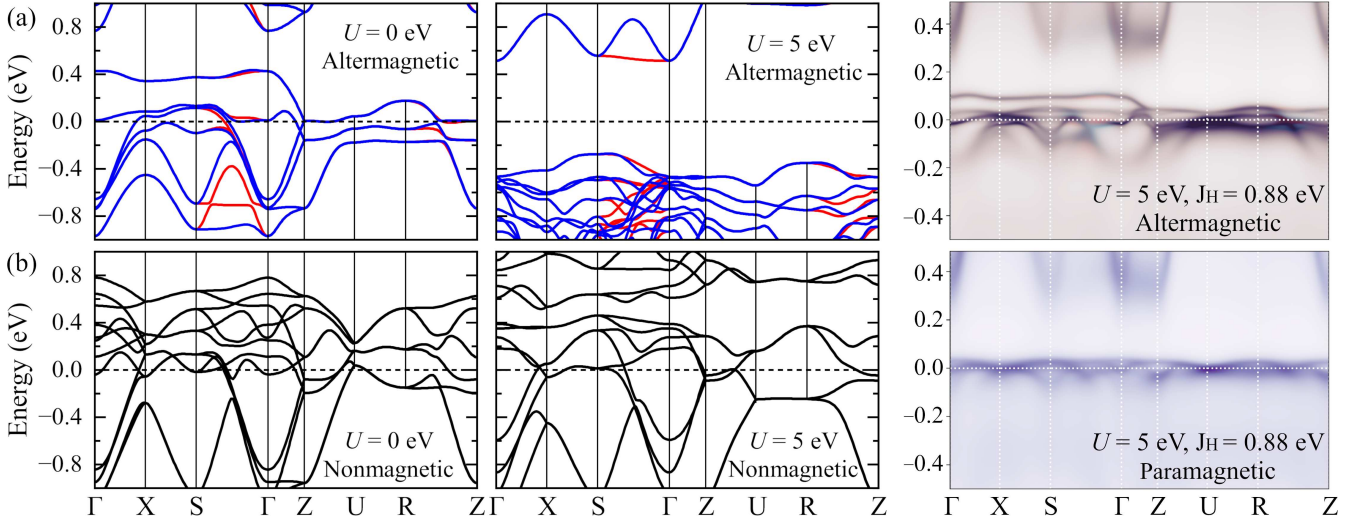 (a)
Energy (eV)
0.8
0.4
0.0
−0.4
−0.8
U = 0 eV
Altermagnetic
U = 5 eV
Altermagnetic
0.4
0.2
0.0
−0.2
−0.4
U = 5 eV, JH = 0.88 eV
Altermagnetic
(b)
Energy (eV)
0.8
0.4
0.0
−0.4
−0.8
U = 0 eV
Nonmagnetic
U = 5 eV
Nonmagnetic
0.4
0.2
0.0
−0.2
−0.4
U = 5 eV, JH = 0.88 eV
Paramagnetic
Γ X S Γ Z U R Z
Γ X S Γ Z U R Z
Γ X S Γ Z U R Z